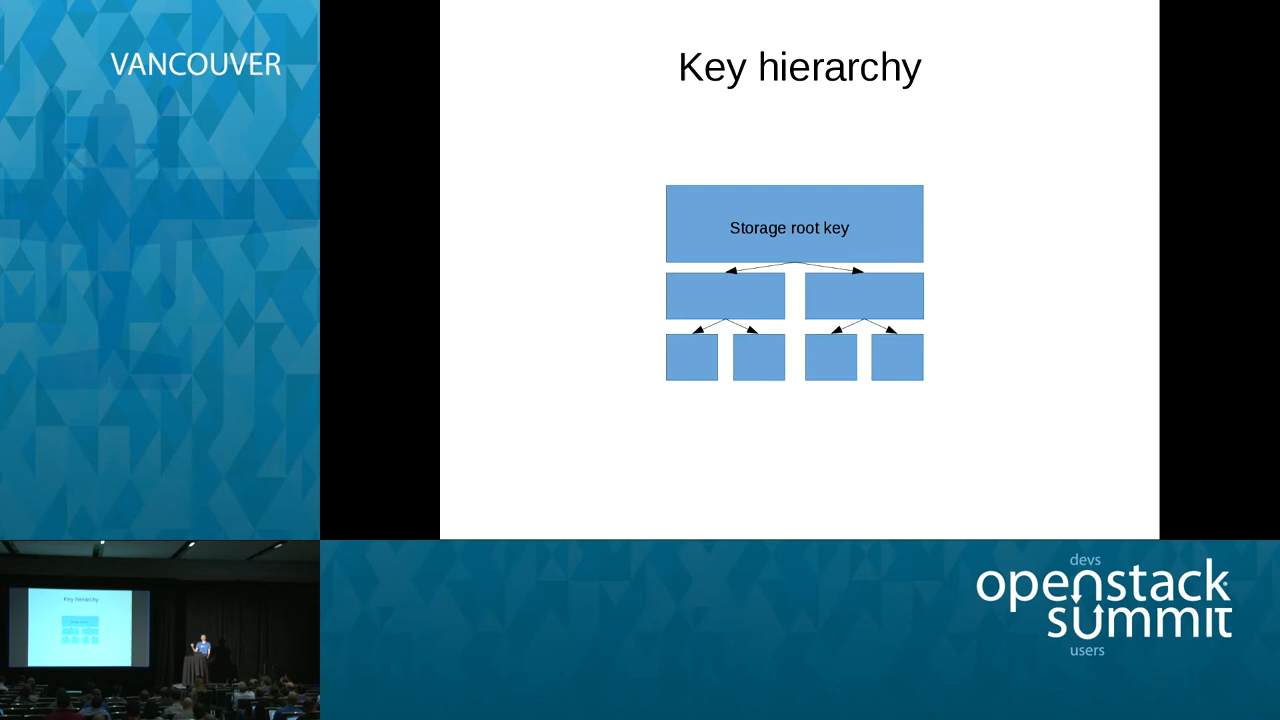 VANCOUVER
Key hierarchy
Storage root key
Key hierarchy
devs
openstack
summit
users